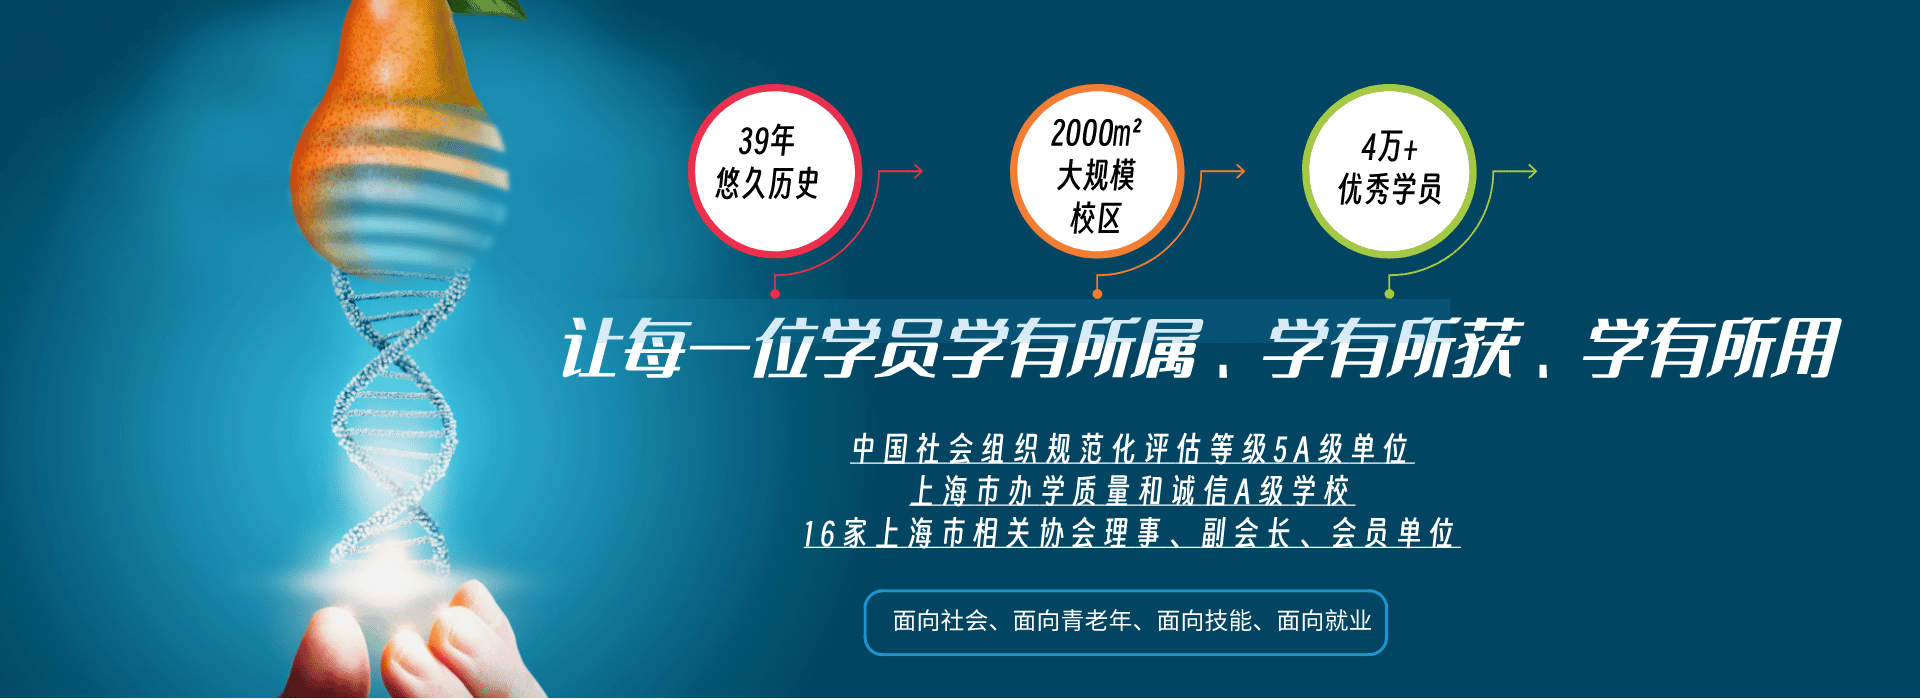 39年
悠久历史
2000m²
大规模
校区
4万+
优秀学员
让每一位学员学有所属、学有所获、学有所用
中国社会组织规范化评估等级5A级单位
上海市办学质量和诚信A级学校
16家上海市相关协会理事、副会长、会员单位
面向社会、面向青老年、面向技能、面向就业